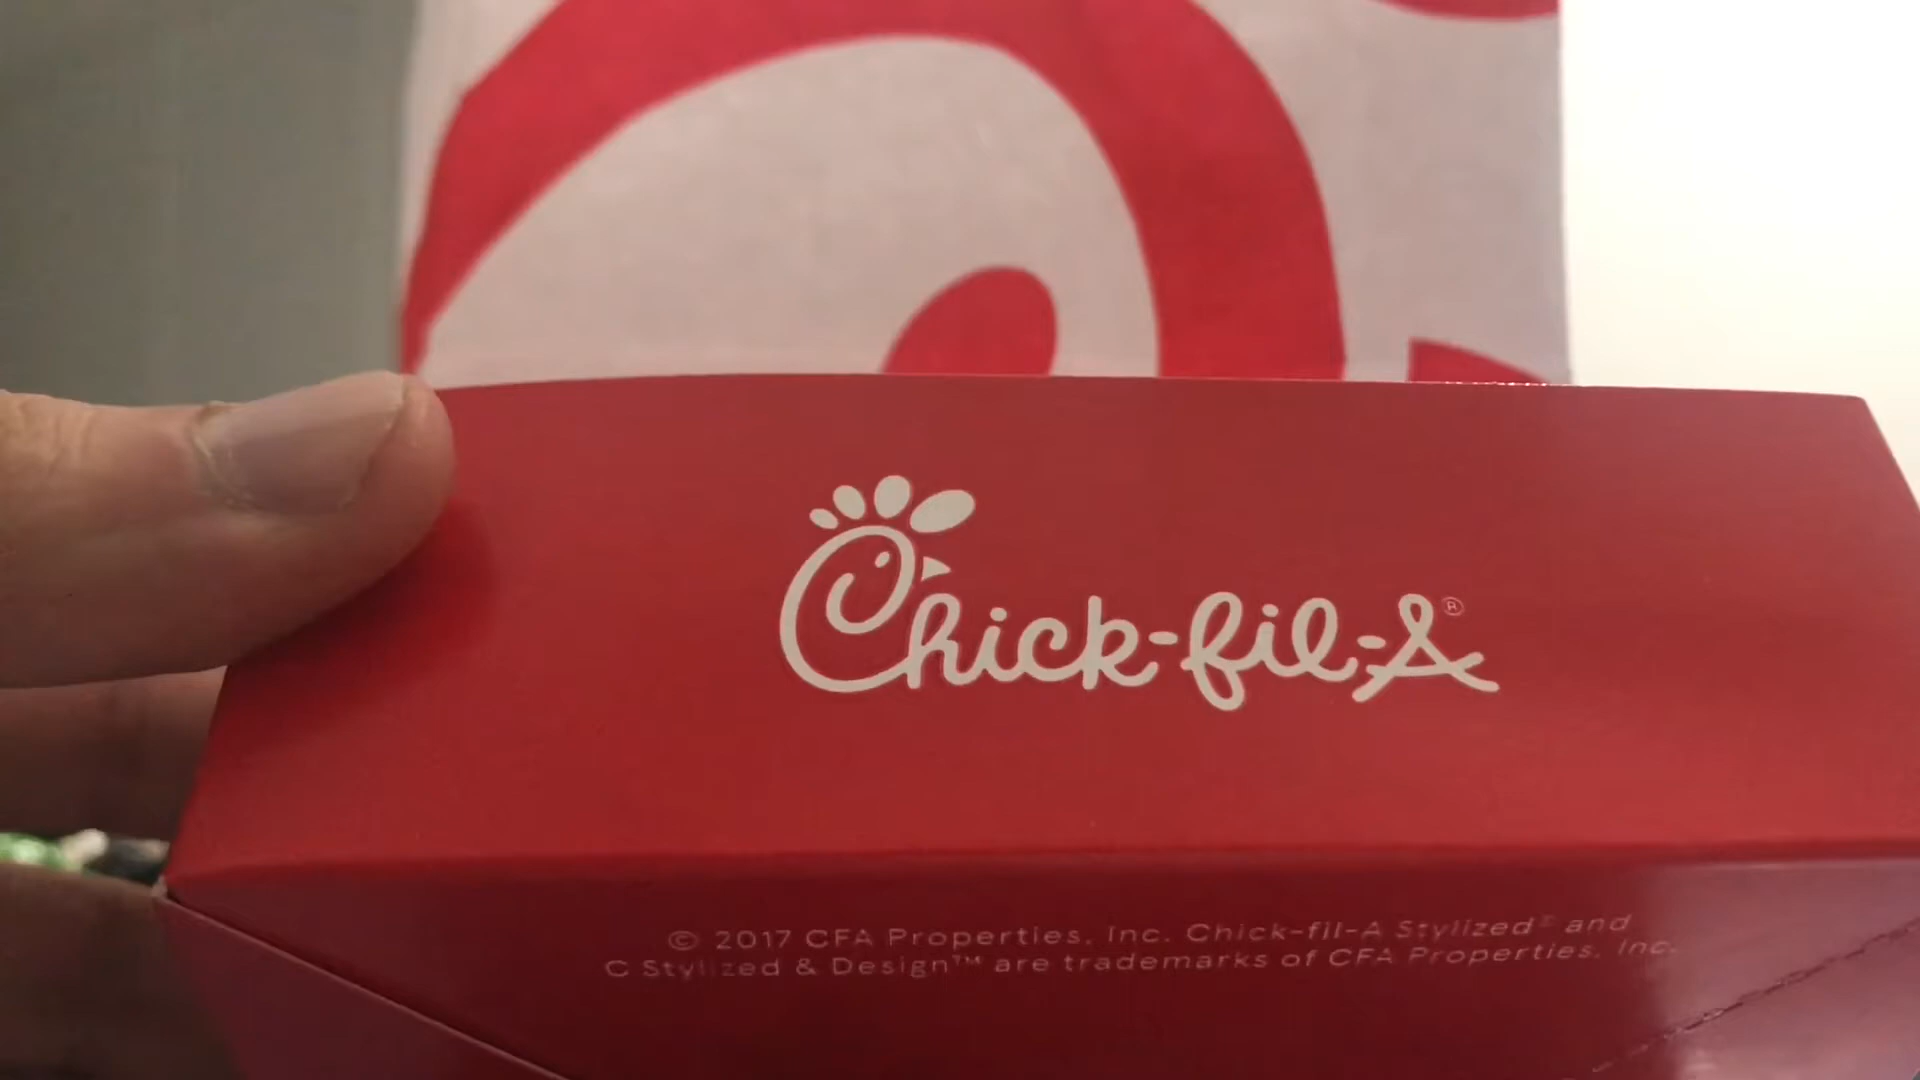 Chick-fil-A®
© 2017 CFA Properties, Inc. Chick-fil-A Stylized® and
C Stylized & Design™ are trademarks of CFA Properties, Inc.